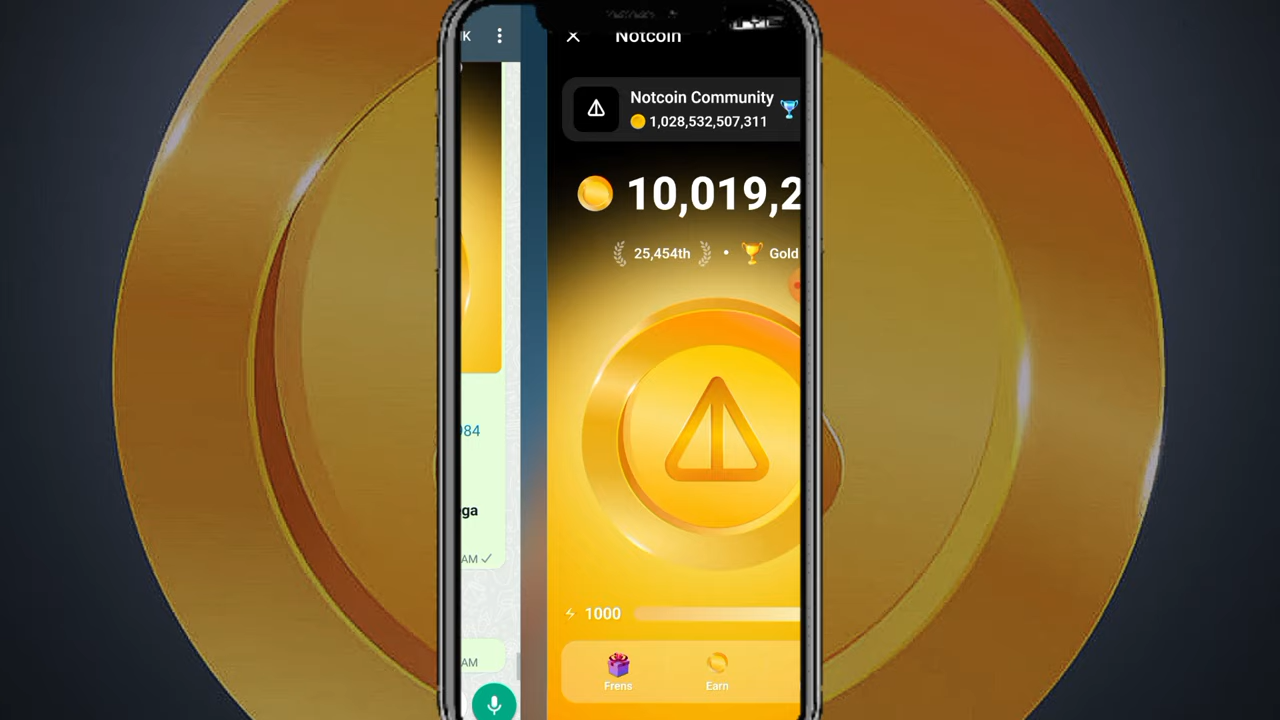 K
Notcoin
Notcoin Community
1,028,532,507,311
10,019,2
25,454th • Gold
984
ga
AM
1000
AM
Frens
Earn